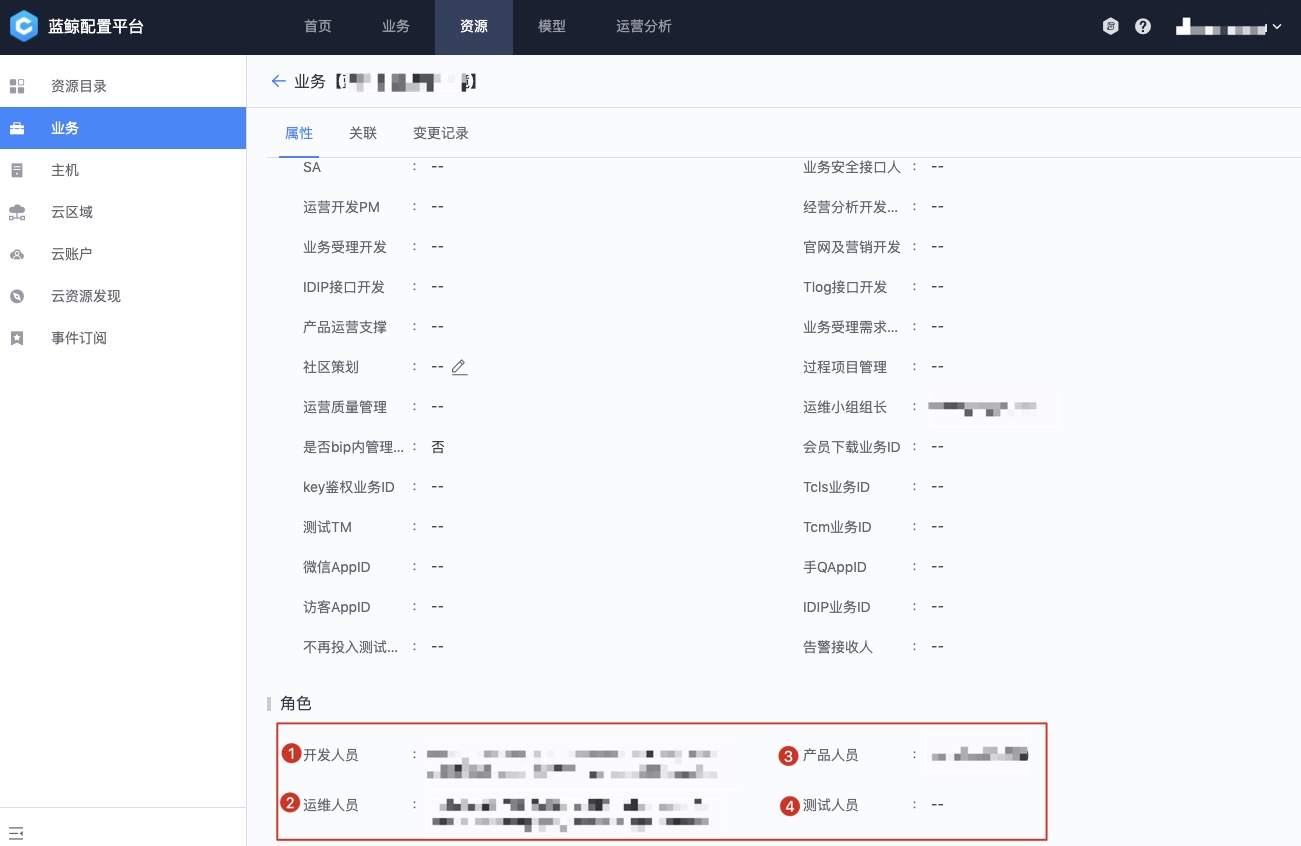 蓝鲸配置平台
首页 业务 资源 模型 运营分析
资源目录
业务
主机
云区域
云账户
云资源发现
事件订阅
业务【 】
属性 关联 变更记录
SA : -- 业务安全接口人 : --
运营开发PM : -- 经营分析开发... : --
业务受理开发 : -- 官网及营销开发 : --
IDIP接口开发 : -- Tlog接口开发 : --
产品运营支撑 : -- 业务受理需求... : --
社区策划 : -- 过程项目管理 : --
运营质量管理 : -- 运维小组组长 :
是否bip内管理... : 否 会员下载业务ID : --
key鉴权业务ID : -- Tcls业务ID : --
测试TM : -- Tcm业务ID : --
微信AppID : -- 手QAppID : --
访客AppID : -- IDIP业务ID : --
不再投入测试... : -- 告警接收人 : --
角色
1 开发人员 : 3 产品人员 :
2 运维人员 : 4 测试人员 : --